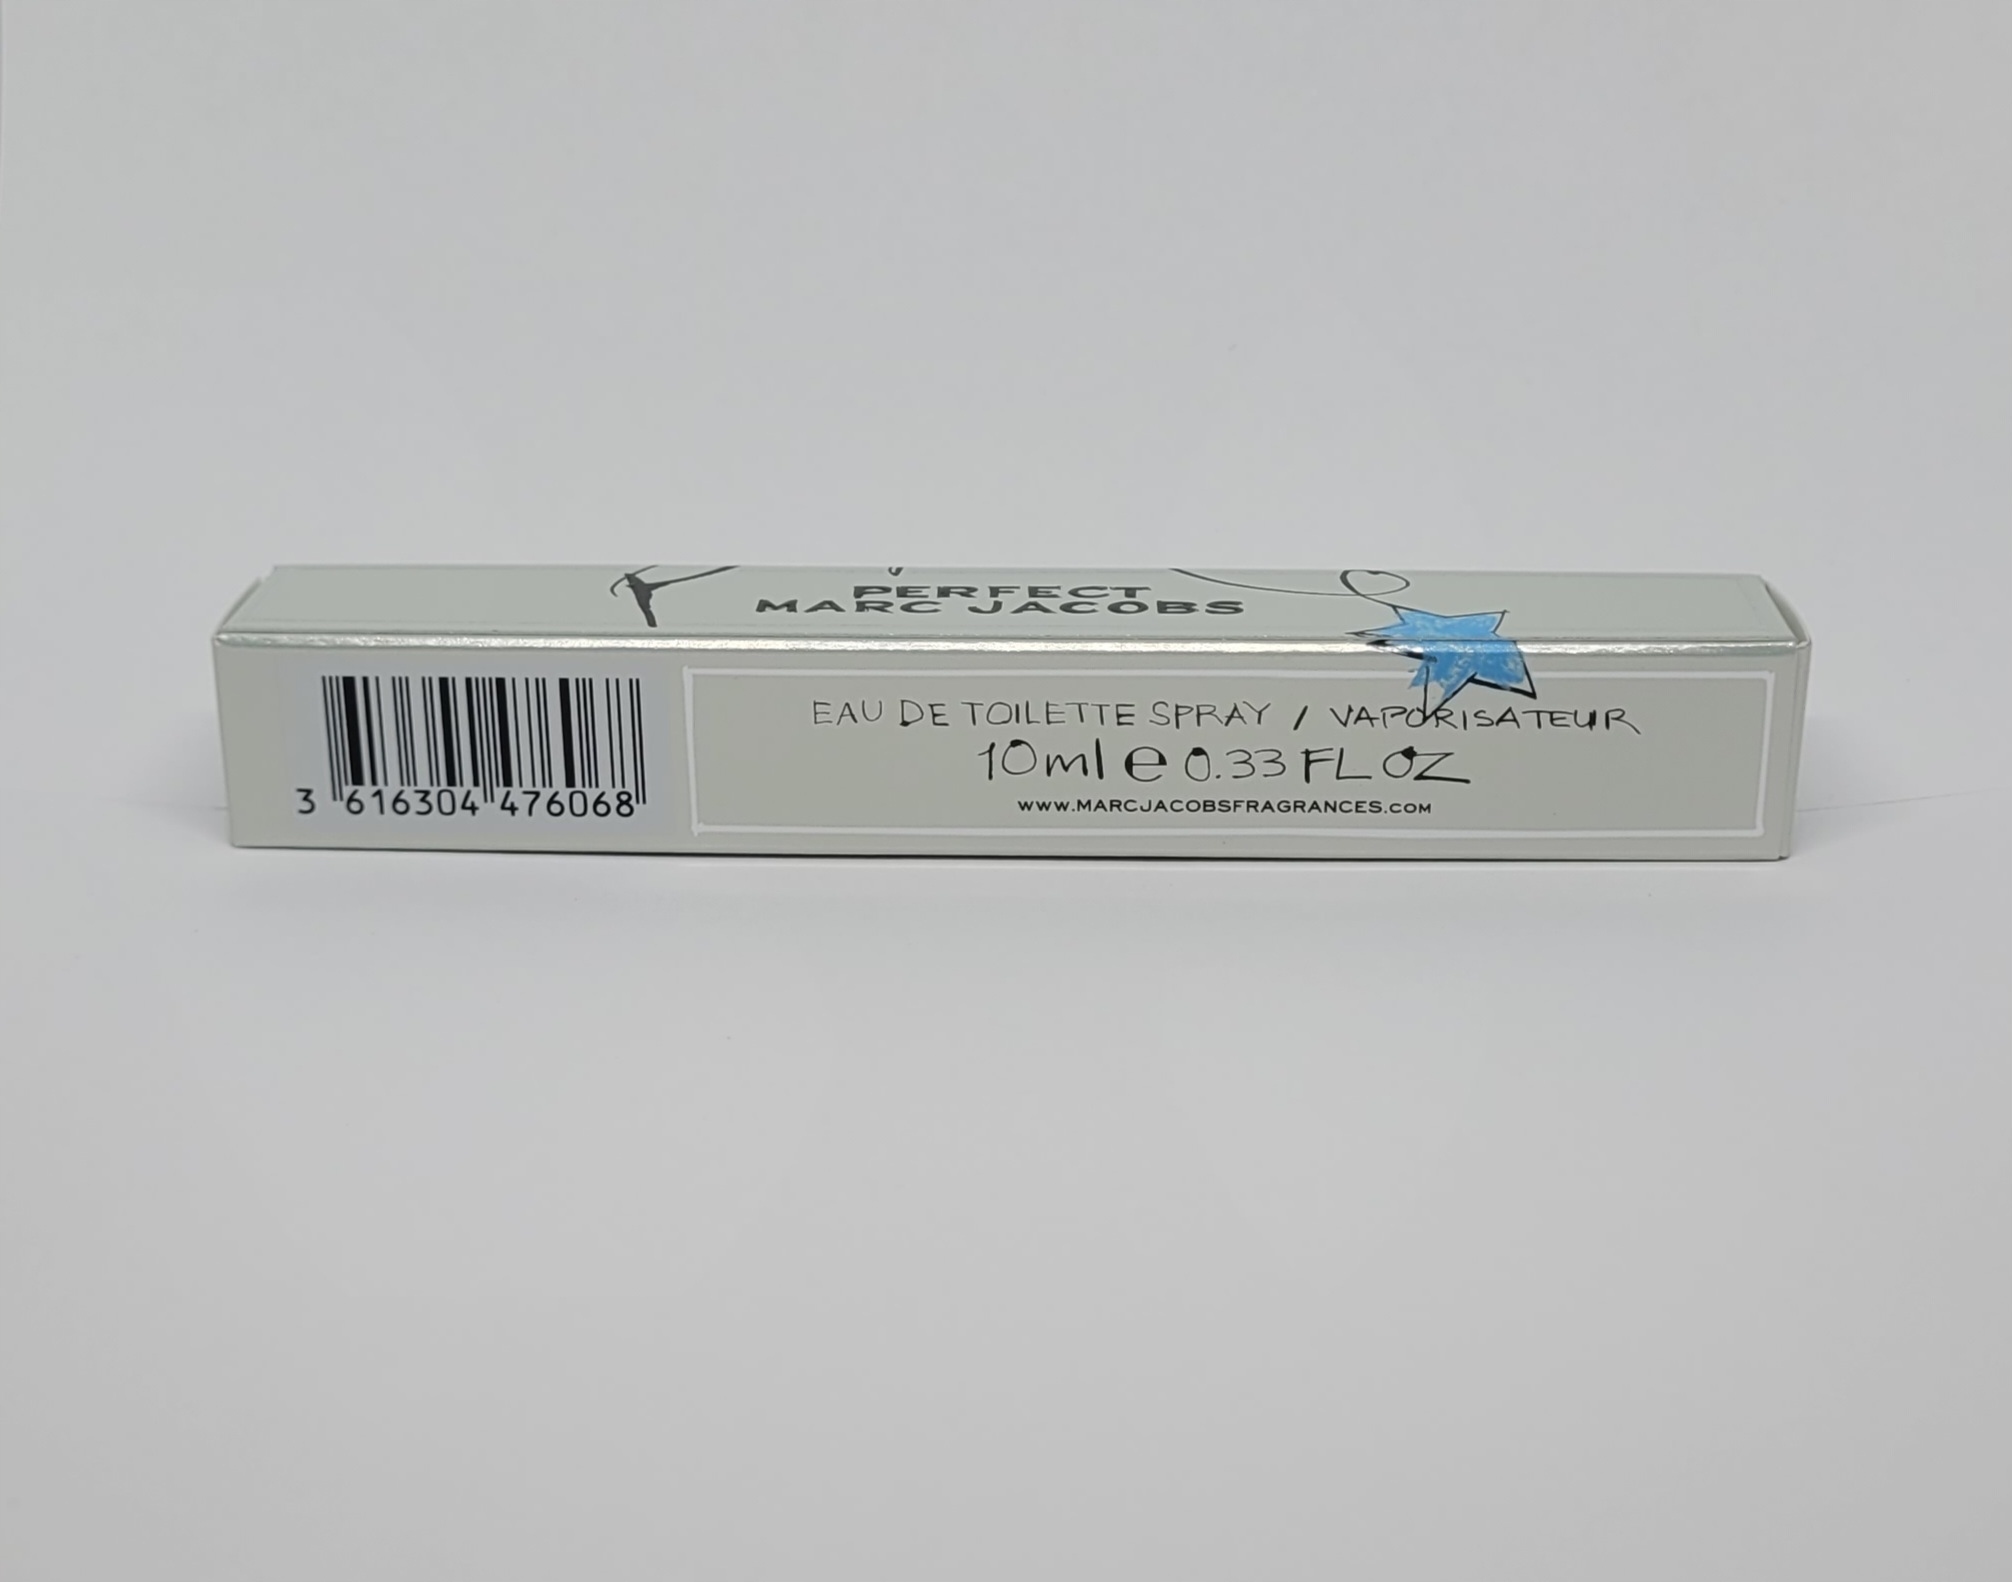 PERFECT
MARC JACOBS
EAU DE TOILETTE SPRAY / VAPORISATEUR
10ml e 0.33 FL OZ
WWW.MARCJACOBSFRAGRANCES.COM
3 616304 476068